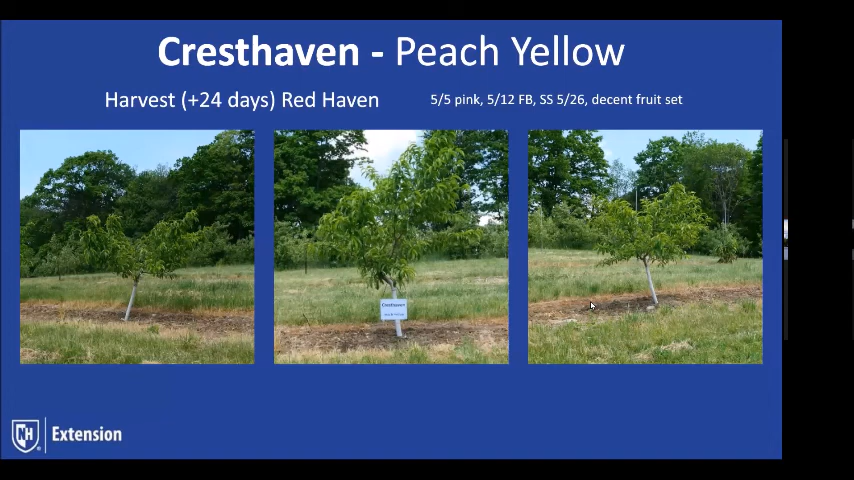 Cresthaven - Peach Yellow
Harvest (+24 days) Red Haven
5/5 pink, 5/12 FB, SS 5/26, decent fruit set
Cresthaven
NH
Extension